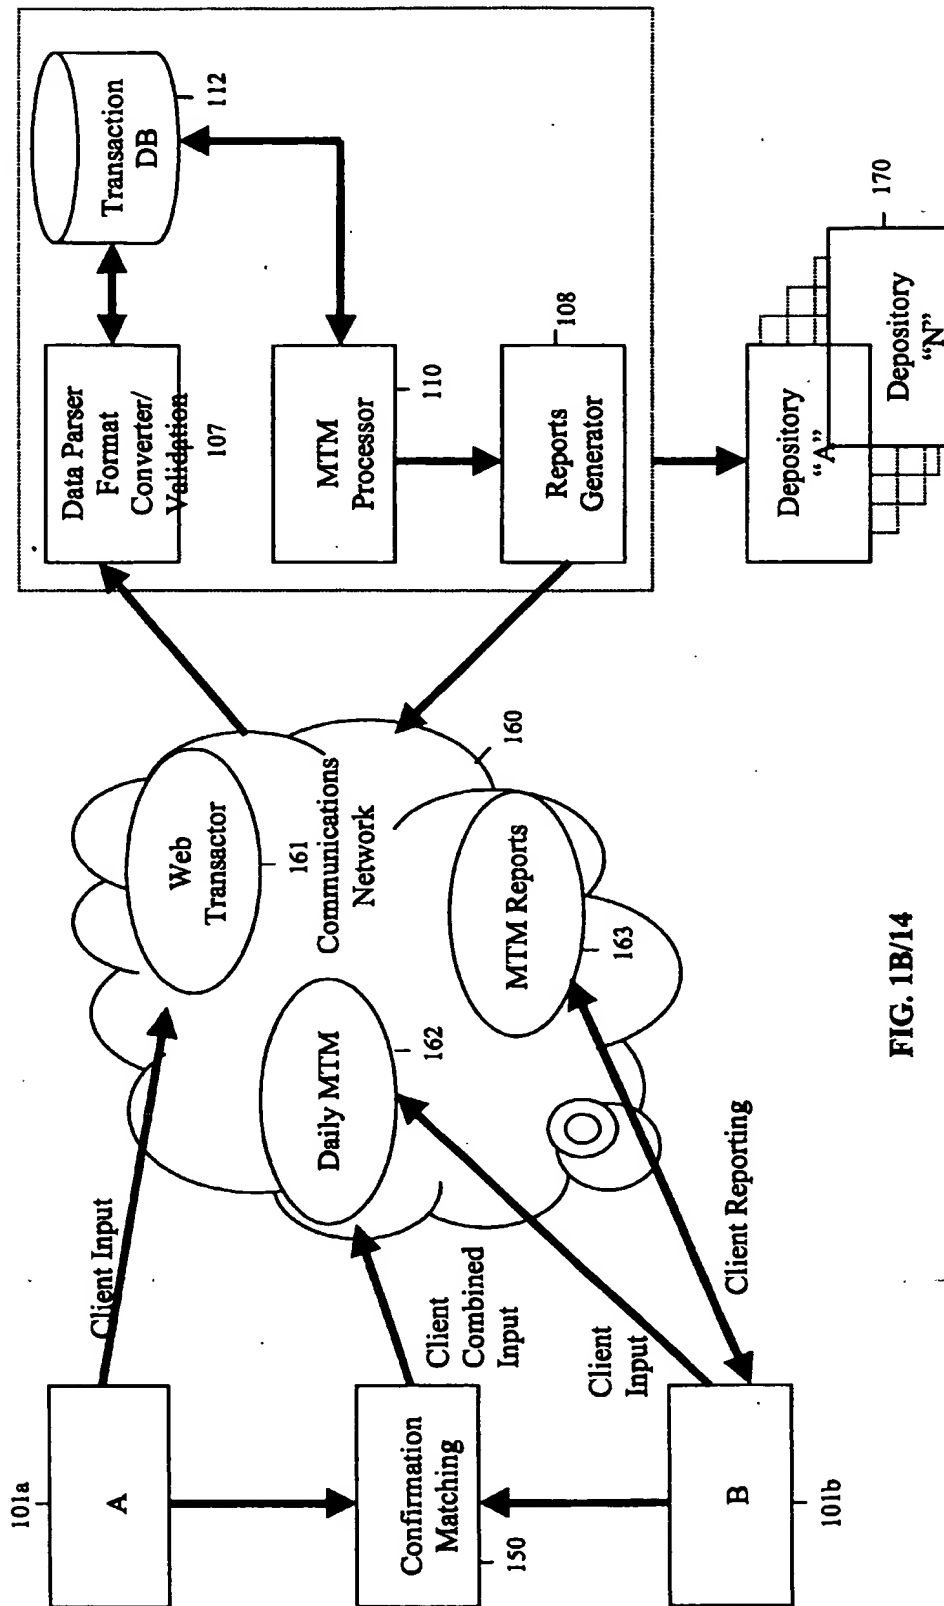 101a
A
Client Input
Confirmation
Matching
150
Client
Combined
Input
B
101b
Client
Input
Client Reporting
Web
Transactor
161
Communications
Network
160
Daily MTM
162
MTM Reports
163
Data Parser
Format
Converter/
Validation
107
Transaction
DB
112
MTM
Processor
110
Reports
Generator
108
Depository
“A”
Depository
“N”
170
FIG. 1B/14